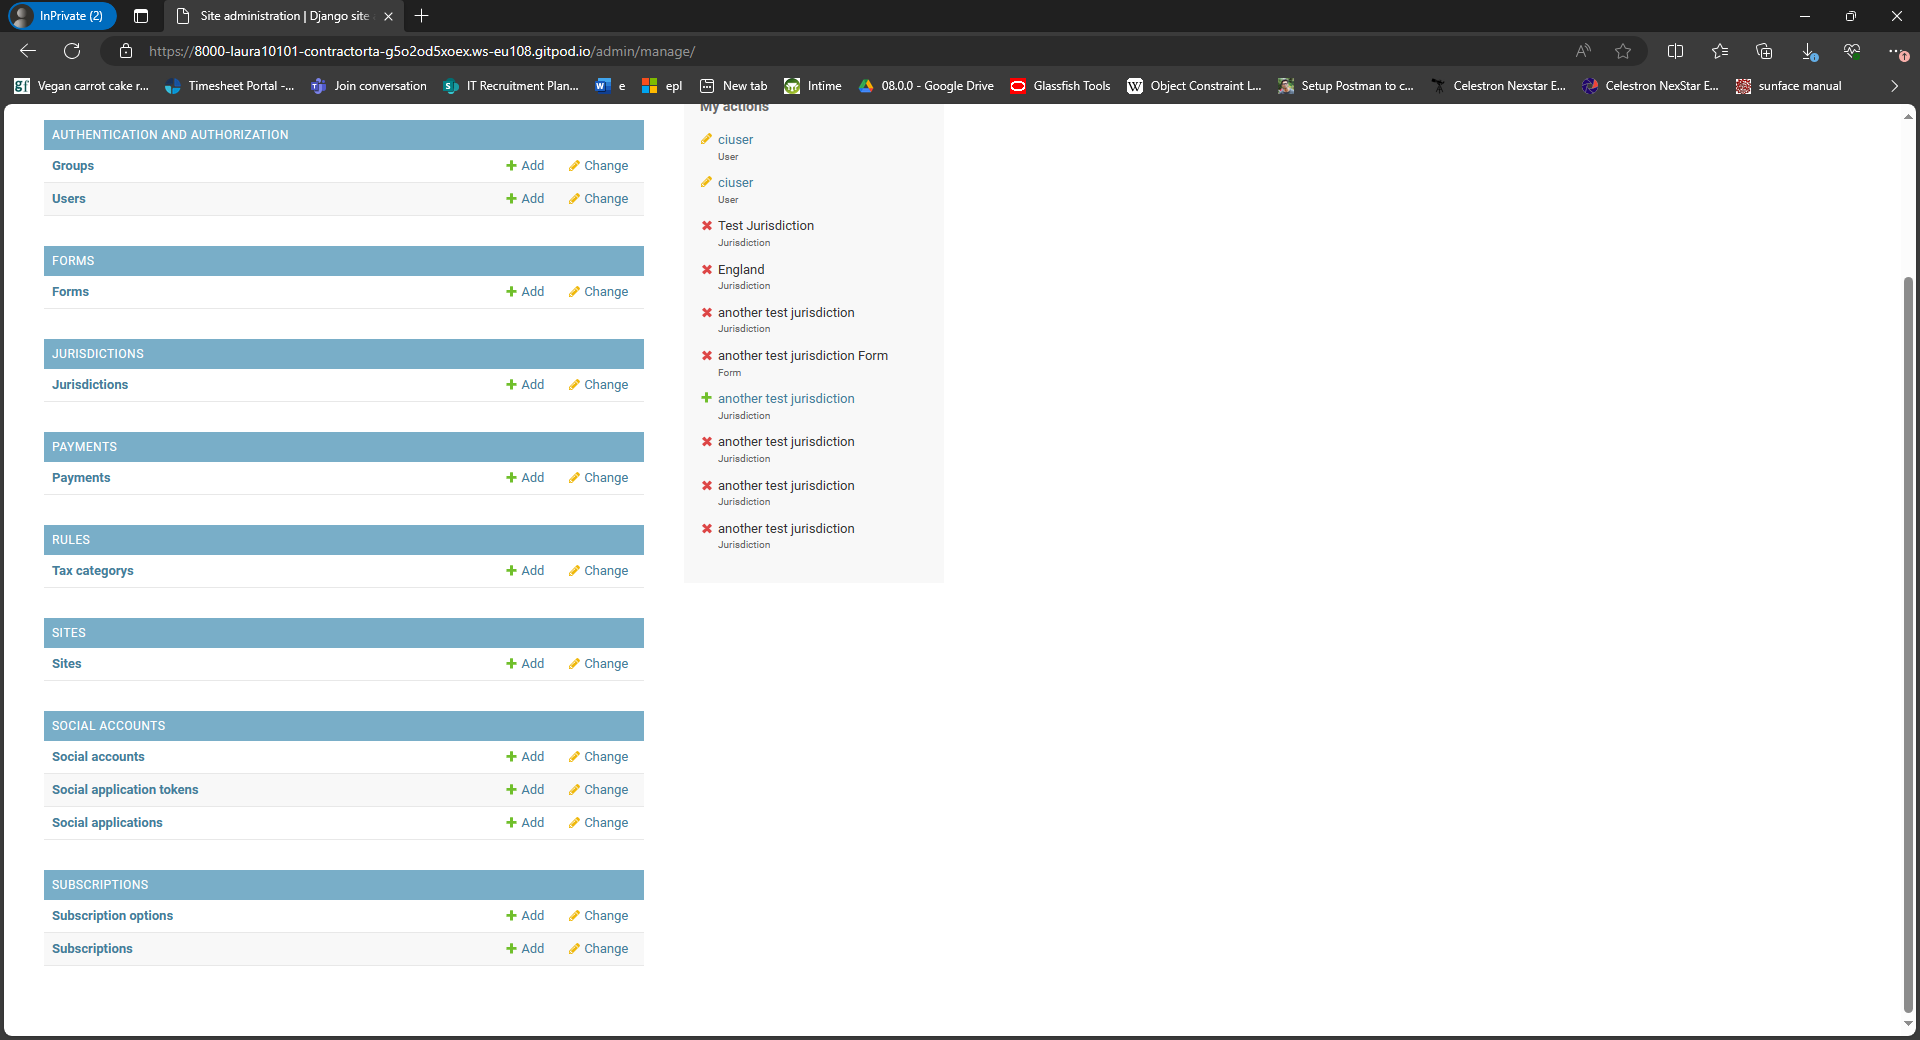 InPrivate (2)
Site administration | Django site
https://8000-laura10101-contractorta-g5o2od5xoex.ws-eu108.gitpod.io/admin/manage/
Vegan carrot cake r...
Timesheet Portal -...
Join conversation
IT Recruitment Plan...
e
epl
New tab
Intime
08.0.0 - Google Drive
Glassfish Tools
Object Constraint L...
Setup Postman to c...
Celestron Nexstar E...
Celestron NexStar E...
sunface manual
AUTHENTICATION AND AUTHORIZATION
Groups Add Change
Users Add Change
FORMS
Forms Add Change
JURISDICTIONS
Jurisdictions Add Change
PAYMENTS
Payments Add Change
RULES
Tax categorys Add Change
SITES
Sites Add Change
SOCIAL ACCOUNTS
Social accounts Add Change
Social application tokens Add Change
Social applications Add Change
SUBSCRIPTIONS
Subscription options Add Change
Subscriptions Add Change
My actions
ciuser
User
ciuser
User
Test Jurisdiction
Jurisdiction
England
Jurisdiction
another test jurisdiction
Jurisdiction
another test jurisdiction Form
Form
another test jurisdiction
Jurisdiction
another test jurisdiction
Jurisdiction
another test jurisdiction
Jurisdiction
another test jurisdiction
Jurisdiction